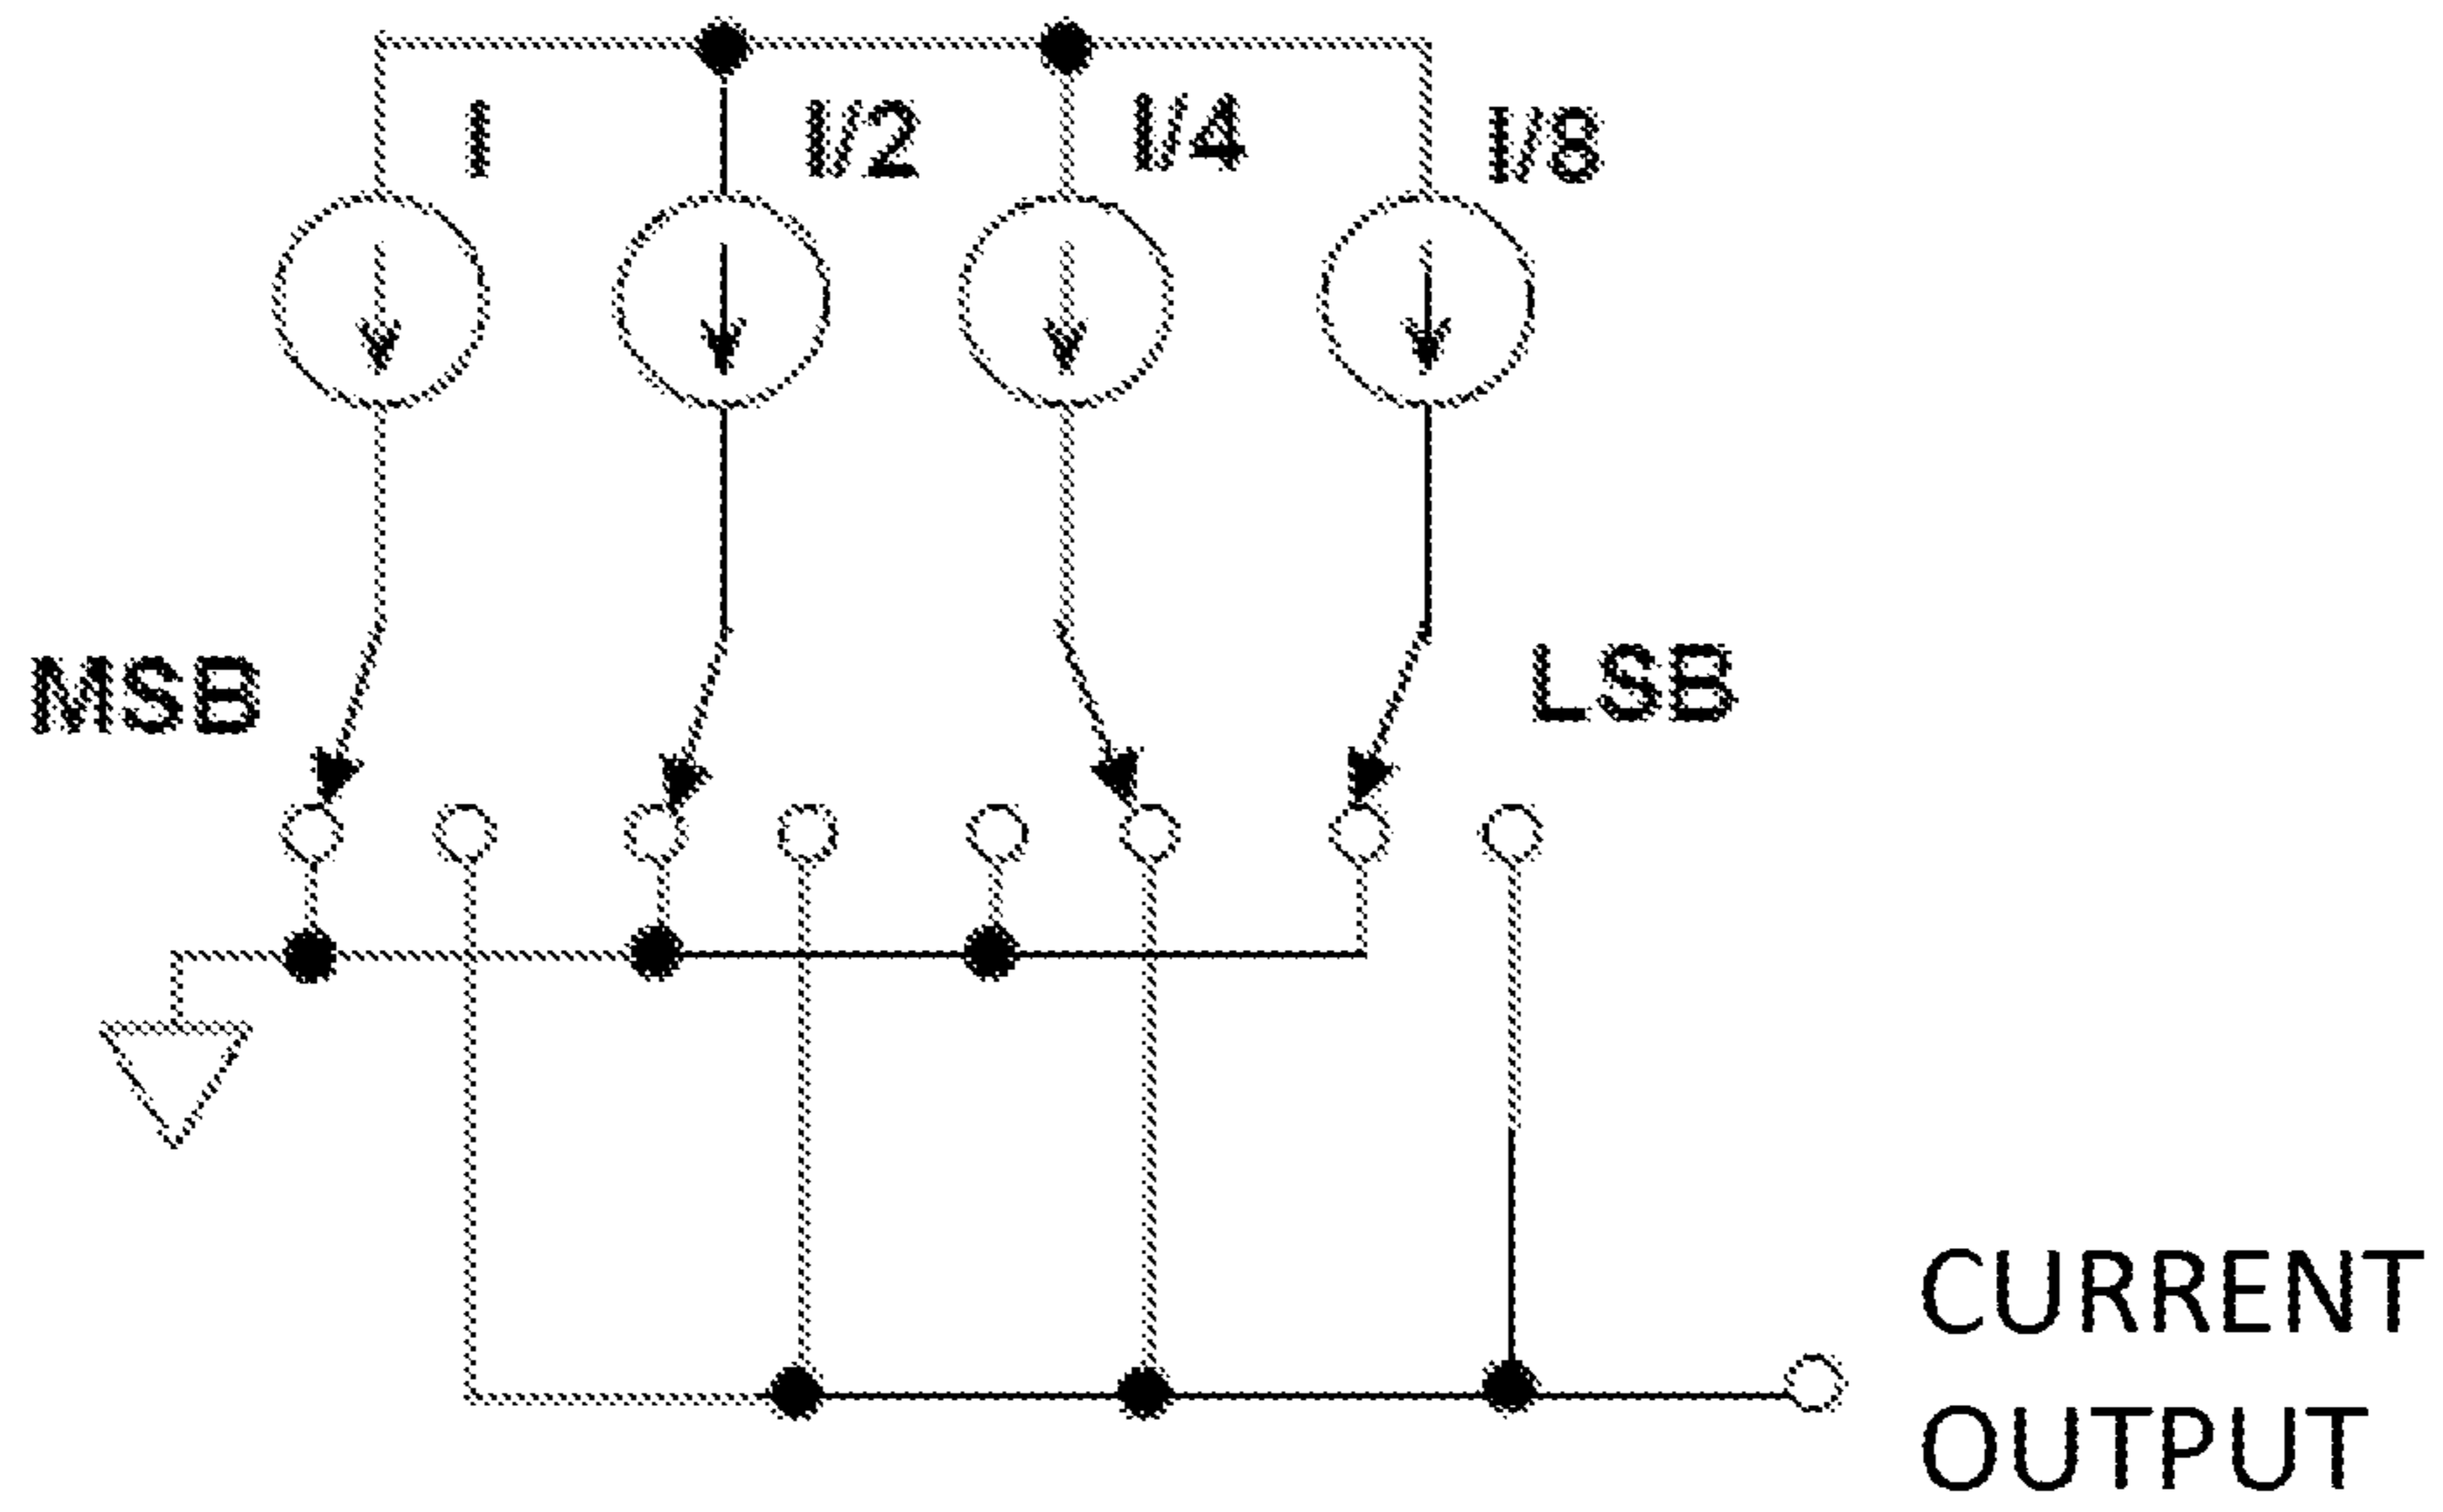 I
I/2
I/4
I/8
MSB
LSB
CURRENT
OUTPUT